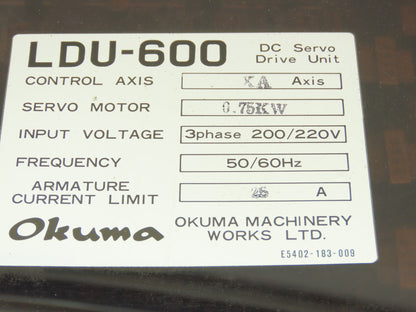 LDU-600 DC Servo Drive Unit
CONTROL AXIS XA Axis
SERVO MOTOR 0.75KW
INPUT VOLTAGE 3phase 200/220V
FREQUENCY 50/60Hz
ARMATURE CURRENT LIMIT 25 A
Okuma OKUMA MACHINERY WORKS LTD.
E5402-183-009